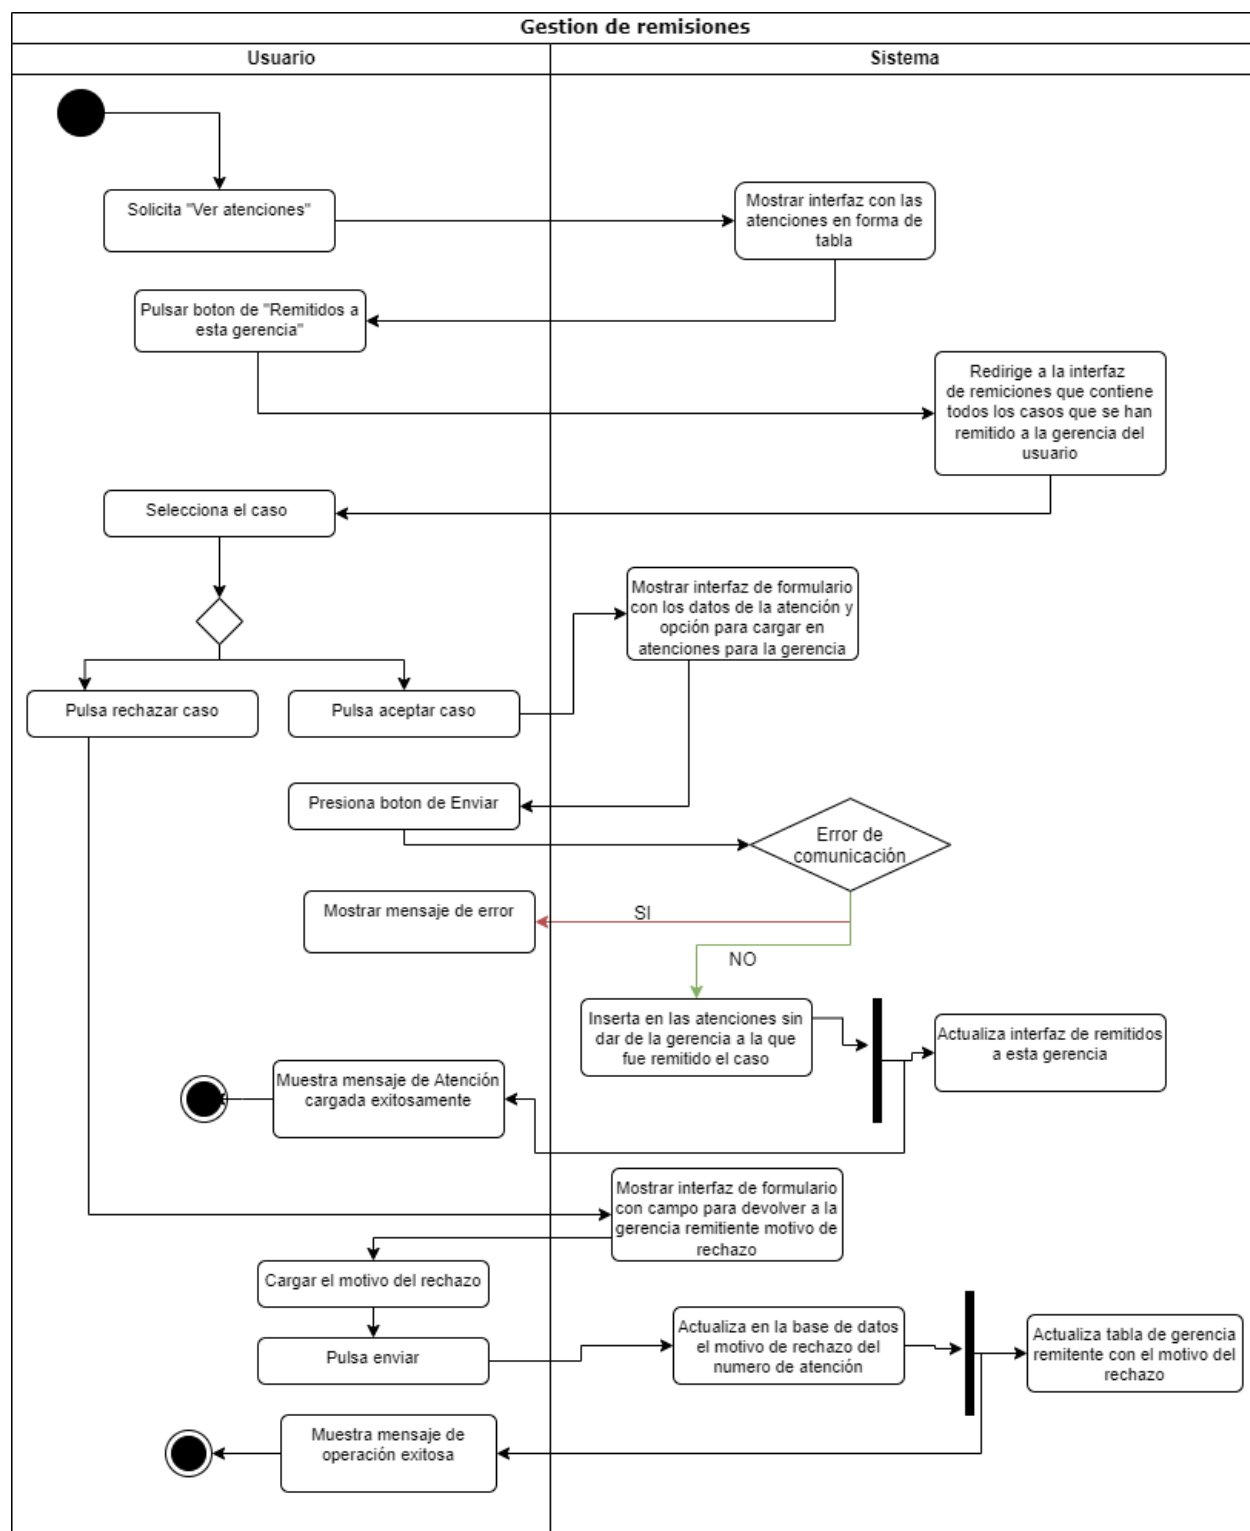 Gestion de remisiones
Usuario
Sistema
Solicita "Ver atenciones"
Mostrar interfaz con las
atenciones en forma de
tabla
Pulsar boton de "Remitidos a
esta gerencia"
Redirige a la interfaz
de remiciones que contiene
todos los casos que se han
remitido a la gerencia del
usuario
Selecciona el caso
Mostrar interfaz de formulario
con los datos de la atención y
opción para cargar en
atenciones para la gerencia
Pulsa rechazar caso
Pulsa aceptar caso
Presiona boton de Enviar
Error de
comunicación
Mostrar mensaje de error
SI
NO
Inserta en las atenciones sin
dar de la gerencia a la que
fue remitido el caso
Actualiza interfaz de remitidos
a esta gerencia
Muestra mensaje de Atención
cargada exitosamente
Mostrar interfaz de formulario
con campo para devolver a la
gerencia remitiente motivo de
rechazo
Cargar el motivo del rechazo
Pulsa enviar
Actualiza en la base de datos
el motivo de rechazo del
numero de atención
Actualiza tabla de gerencia
remitente con el motivo del
rechazo
Muestra mensaje de
operación exitosa